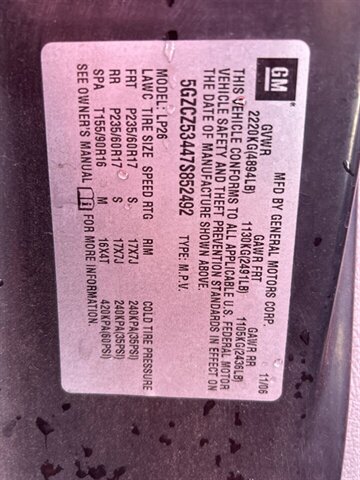 GM
MFD BY GENERAL MOTORS CORP
11/06
GVWR GAWR FRT GAWR RR
2220KG(4894LB) 1130KG(2491LB) 1105KG(2436LB)
THIS VEHICLE CONFORMS TO ALL APPLICABLE U.S. FEDERAL MOTOR
VEHICLE SAFETY AND THEFT PREVENTION STANDARDS IN EFFECT
ON THE DATE OF MANUFACTURE SHOWN ABOVE.
5GZCZ53447S852492 TYPE: M.P.V.
MODEL: LP26
LAWC TIRE SIZE SPEED RTG RIM COLD TIRE PRESSURE
FRT P235/60R17 S 17X7J 240KPA(35PSI)
RR P235/60R17 S 17X7J 240KPA(35PSI)
SPA T155/90R16 M 16X4T 420KPA(60PSI)
SEE OWNER'S MANUAL